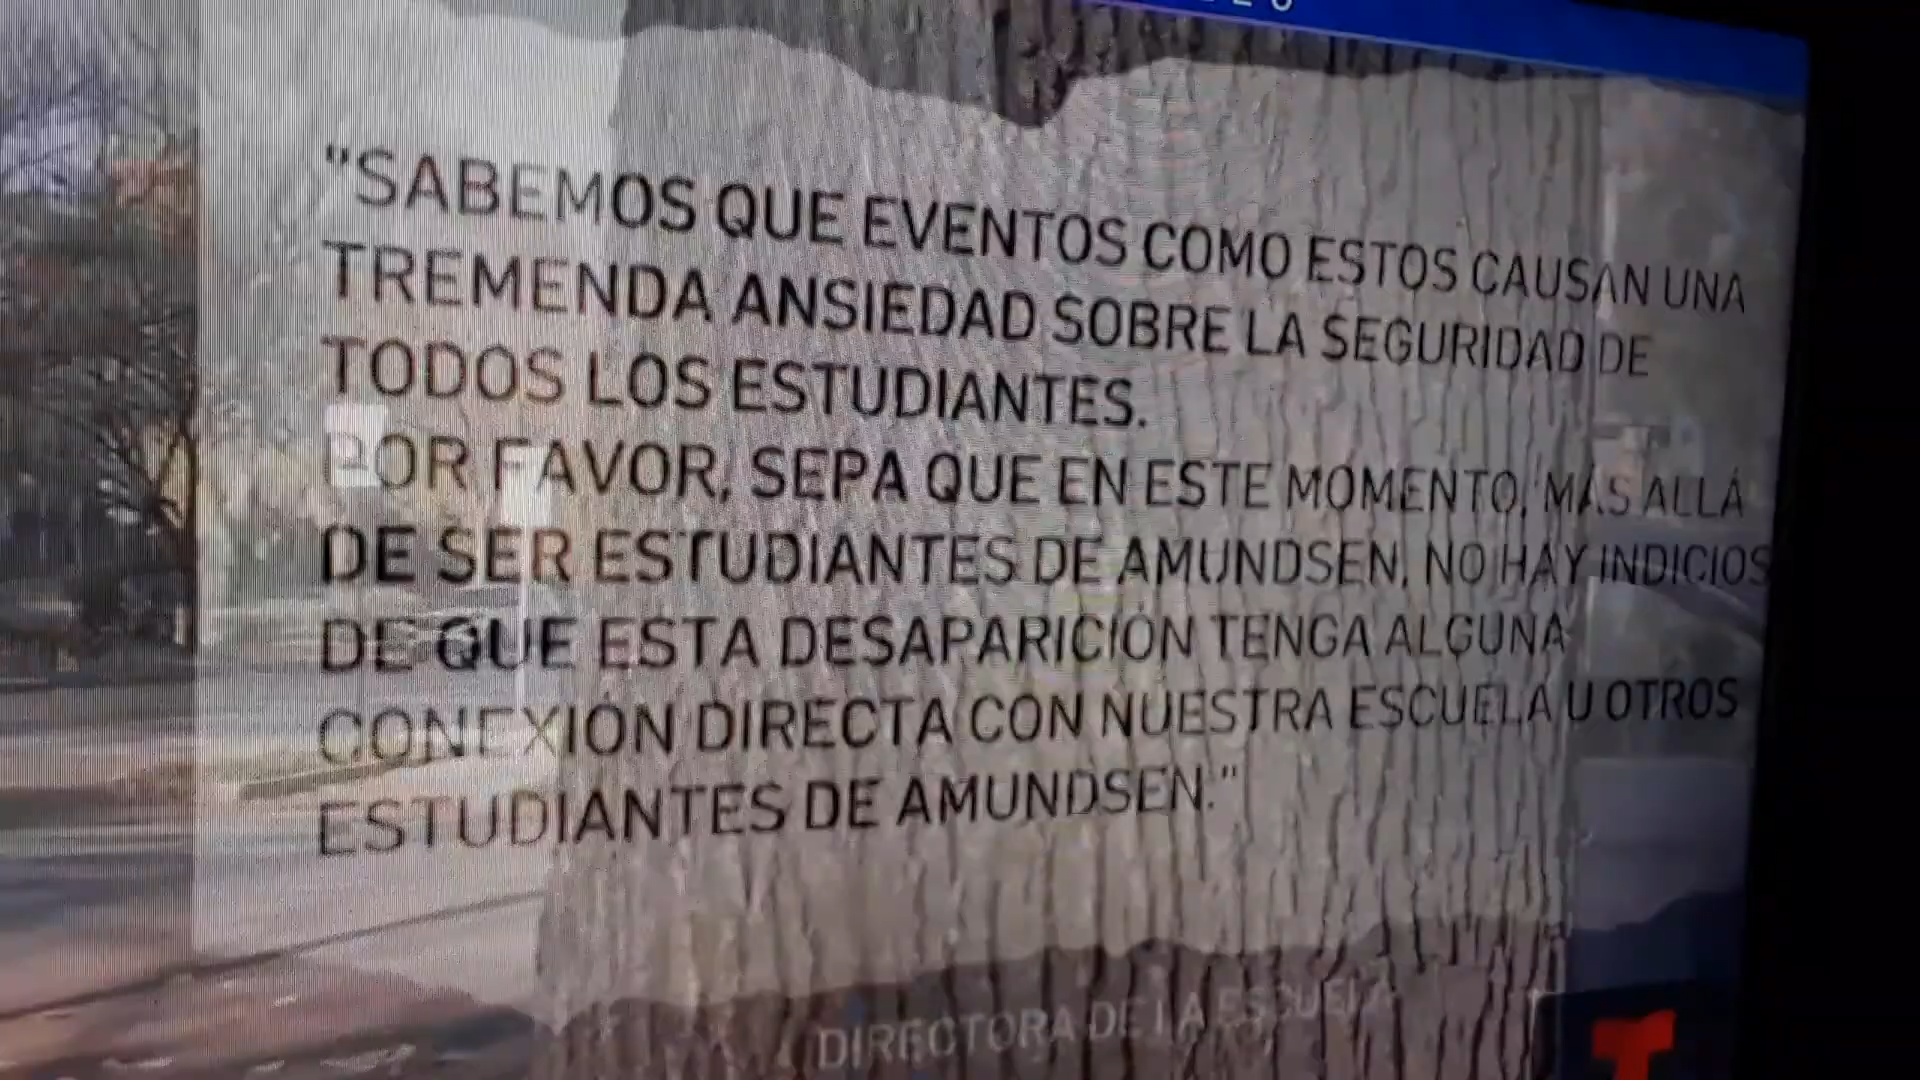 "SABEMOS QUE EVENTOS COMO ESTOS CAUSAN UNA
TREMENDA ANSIEDAD SOBRE LA SEGURIDAD DE
TODOS LOS ESTUDIANTES.
POR FAVOR, SEPA QUE EN ESTE MOMENTO, MÁS ALLÁ
DE SER ESTUDIANTES DE AMUNDSEN, NO HAY INDICIOS
DE QUE ESTA DESAPARICIÓN TENGA ALGUNA
CONEXIÓN DIRECTA CON NUESTRA ESCUELA U OTROS
ESTUDIANTES DE AMUNDSEN."
DIRECTORA DE LA ESCUELA